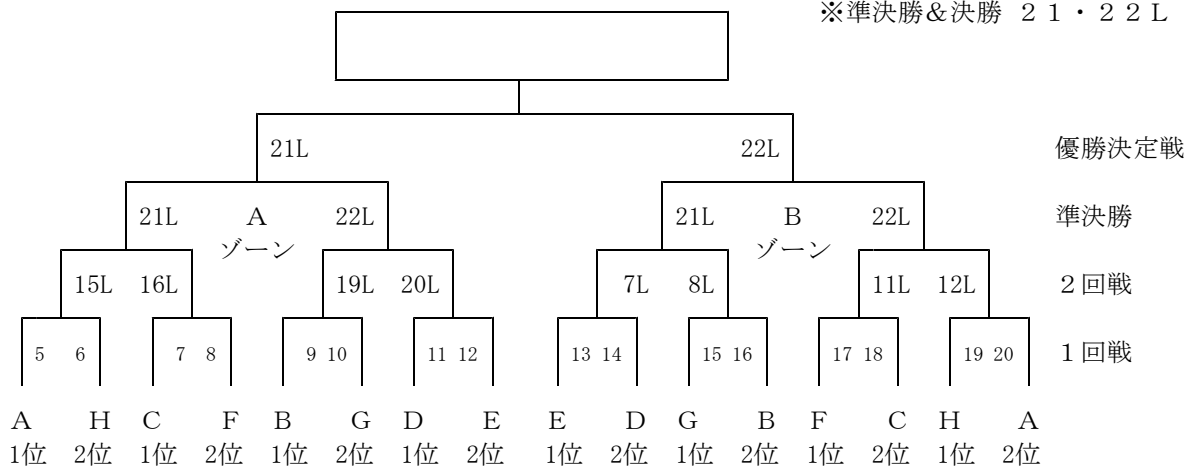 ※準決勝＆決勝 ２１・２２Ｌ
21L 22L 優勝決定戦
21L A 22L 21L B 22L 準決勝
ゾーン ゾーン
15L 16L 19L 20L 7L 8L 11L 12L ２回戦
5 6 7 8 9 10 11 12 13 14 15 16 17 18 19 20 １回戦
A H C F B G D E E D G B F C H A
1位 2位 1位 2位 1位 2位 1位 2位 1位 2位 1位 2位 1位 2位 1位 2位